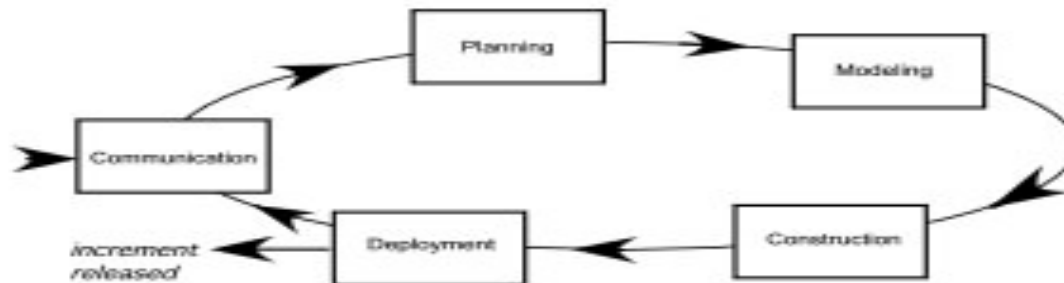 Planning
Modeling
Communication
Construction
Deployment
increment
released